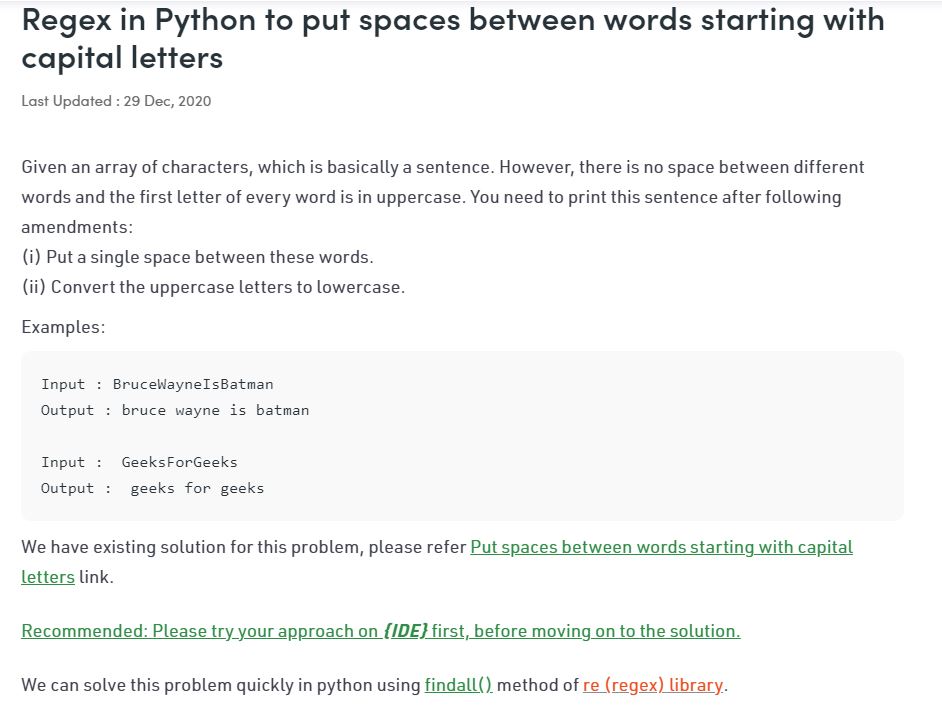 Regex in Python to put spaces between words starting with
capital letters
Last Updated : 29 Dec, 2020
Given an array of characters, which is basically a sentence. However, there is no space between different
words and the first letter of every word is in uppercase. You need to print this sentence after following
amendments:
(i) Put a single space between these words.
(ii) Convert the uppercase letters to lowercase.
Examples:
Input : BruceWayneIsBatman
Output : bruce wayne is batman
Input :  GeeksForGeeks
Output :  geeks for geeks
We have existing solution for this problem, please refer Put spaces between words starting with capital
letters link.
Recommended: Please try your approach on {IDE} first, before moving on to the solution.
We can solve this problem quickly in python using findall() method of re (regex) library.